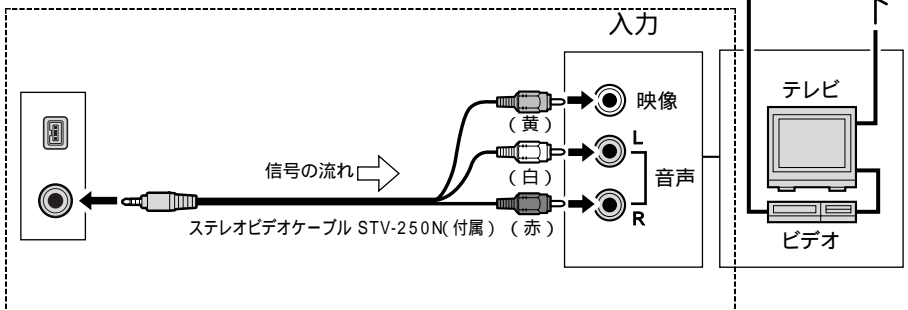 入力
映像
(黄)
L
(白)
音声
R
(赤)
信号の流れ
ステレオビデオケーブル STV-250N(付属)
テレビ
ビデオ